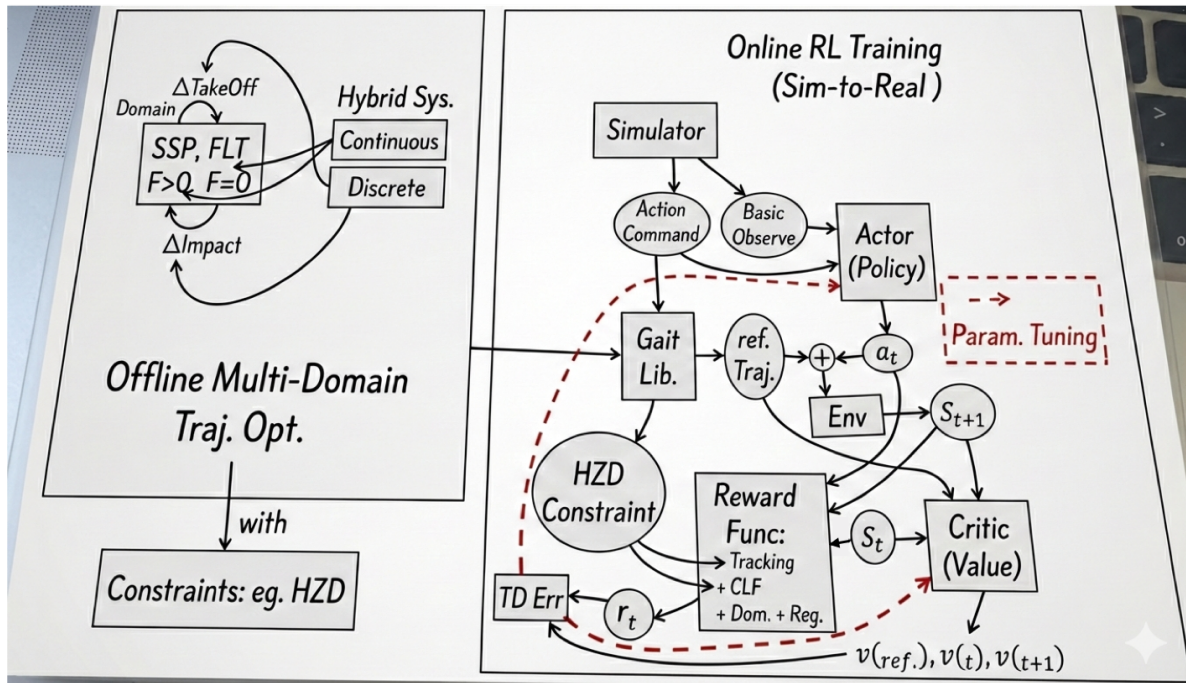 ΔTakeOff
Domain
Hybrid Sys.
SSP, FLT
F>0 F=0
Continuous
Discrete
ΔImpact
Offline Multi-Domain
Traj. Opt.
with
Constraints: eg. HZD
Online RL Training
(Sim-to-Real )
Simulator
Action
Command
Basic
Observe
Actor
(Policy)
Param. Tuning
Gait
Lib.
ref.
Traj.
+
a_t
Env
S_{t+1}
HZD
Constraint
Reward
Func:
Tracking
+ CLF
+ Dom. + Reg.
S_t
Critic
(Value)
TD Err
r_t
v(ref.), v(t), v(t+1)
>